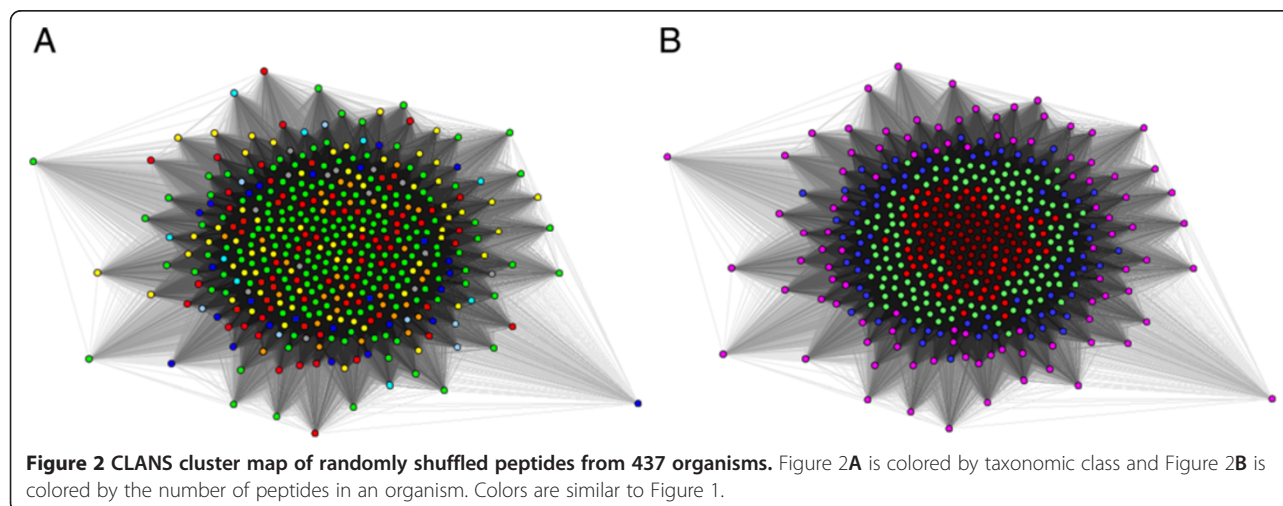 A
B
Figure 2 CLANS cluster map of randomly shuffled peptides from 437 organisms. Figure 2A is colored by taxonomic class and Figure 2B is
colored by the number of peptides in an organism. Colors are similar to Figure 1.